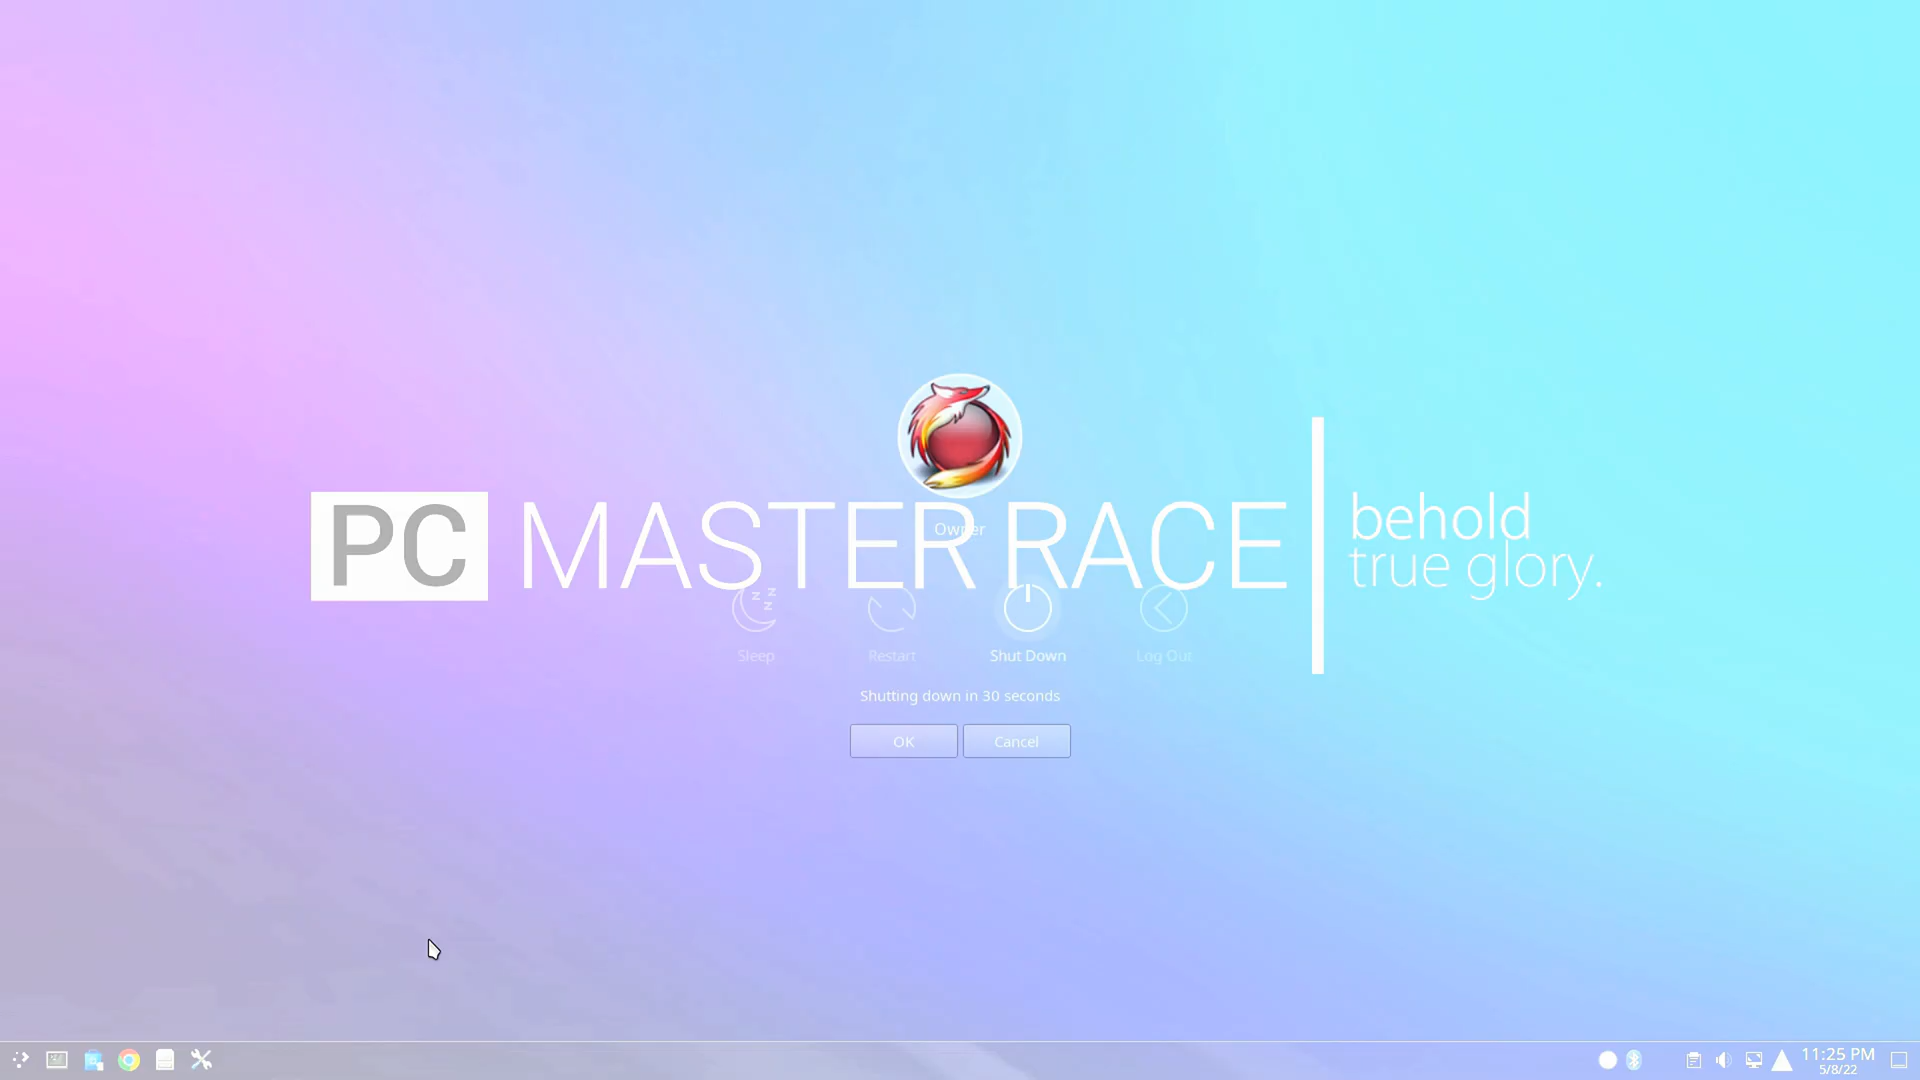 PC MASTER RACE
behold
true glory.
Owner
Sleep
Restart
Shut Down
Log Out
Shutting down in 30 seconds
OK
Cancel
11:25 PM
5/8/22